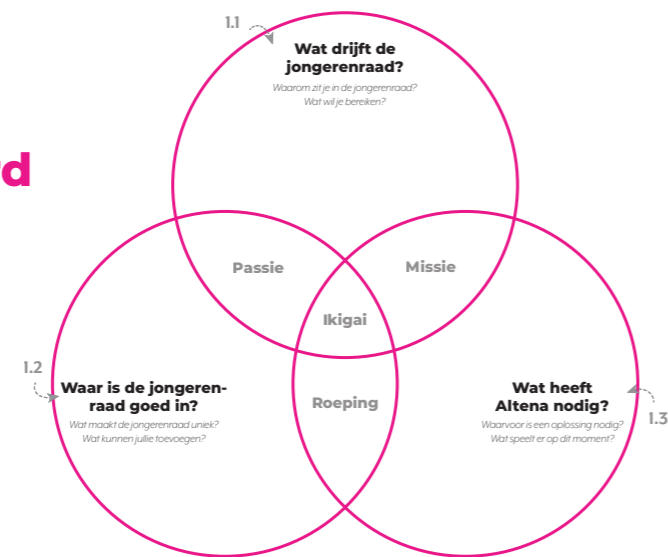 1.1
Wat drijft de
jongerenraad?
Waarom zit je in de jongerenraad?
Wat wil je bereiken?
d
Passie
Missie
Ikigai
1.2
Waar is de jongeren-
raad goed in?
Wat maakt de jongerenraad uniek?
Wat kunnen jullie toevoegen?
Roeping
Wat heeft
Altena nodig?
Waarvoor is een oplossing nodig?
Wat speelt er op dit moment?
1.3